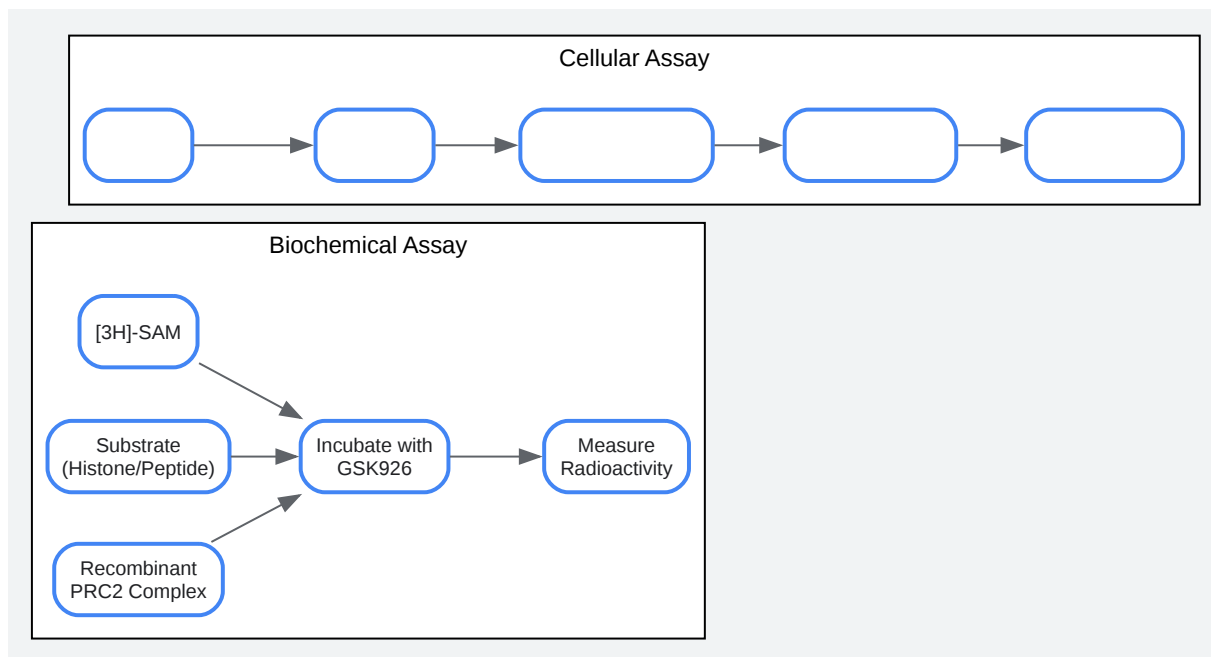 Cellular Assay
Biochemical Assay
[3H]-SAM
Substrate
(Histone/Peptide)
Incubate with
GSK926
Measure
Radioactivity
Recombinant
PRC2 Complex